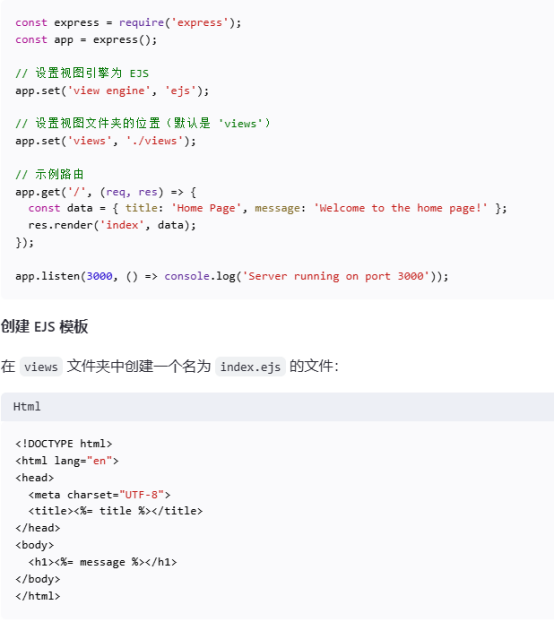 const express = require('express');
const app = express();
// 设置视图引擎为 EJS
app.set('view engine', 'ejs');
// 设置视图文件夹的位置（默认是 'views'）
app.set('views', './views');
// 示例路由
app.get('/', (req, res) => {
  const data = { title: 'Home Page', message: 'Welcome to the home page!' };
  res.render('index', data);
});
app.listen(3000, () => console.log('Server running on port 3000'));
创建 EJS 模板
在 views 文件夹中创建一个名为 index.ejs 的文件：
Html
<!DOCTYPE html>
<html lang="en">
<head>
  <meta charset="UTF-8">
  <title><%= title %></title>
</head>
<body>
  <h1><%= message %></h1>
</body>
</html>